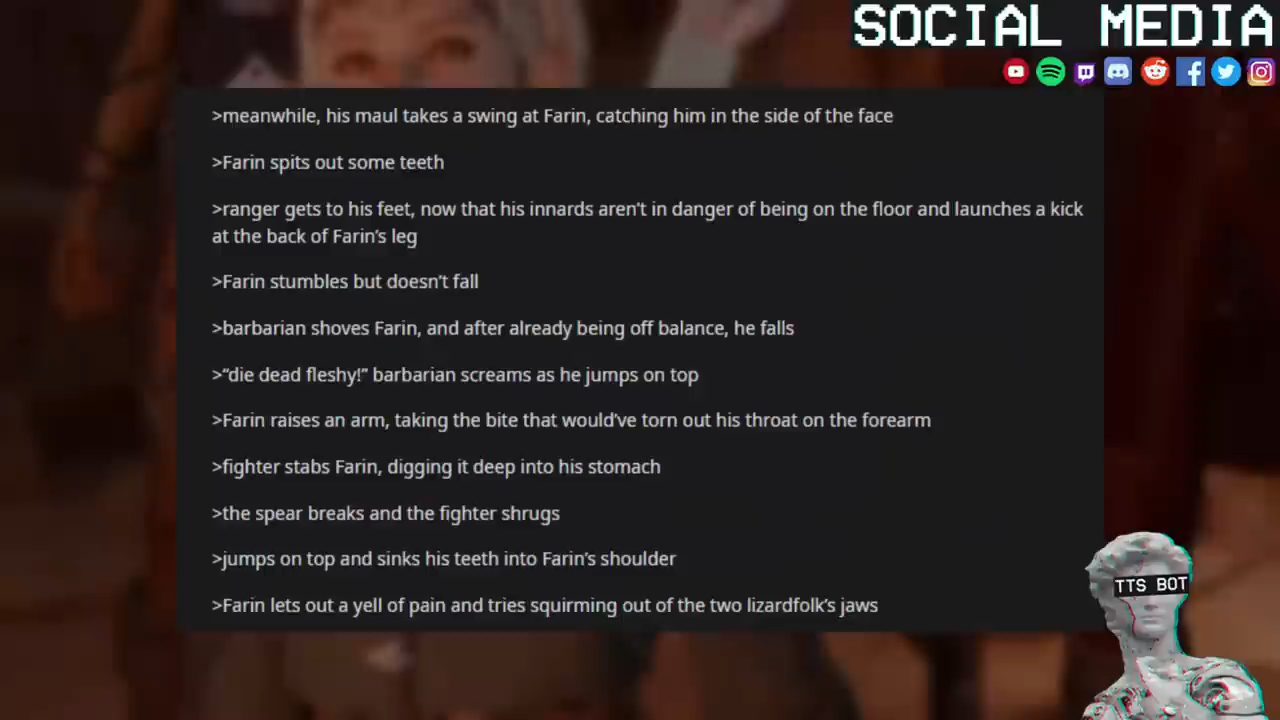 SOCIAL MEDIA
>meanwhile, his maul takes a swing at Farin, catching him in the side of the face
>Farin spits out some teeth
>ranger gets to his feet, now that his innards aren’t in danger of being on the floor and launches a kick
at the back of Farin’s leg
>Farin stumbles but doesn’t fall
>barbarian shoves Farin, and after already being off balance, he falls
>“die dead fleshy!” barbarian screams as he jumps on top
>Farin raises an arm, taking the bite that would’ve torn out his throat on the forearm
>fighter stabs Farin, digging it deep into his stomach
>the spear breaks and the fighter shrugs
>jumps on top and sinks his teeth into Farin’s shoulder
>Farin lets out a yell of pain and tries squirming out of the two lizardfolk’s jaws
TTS BOT